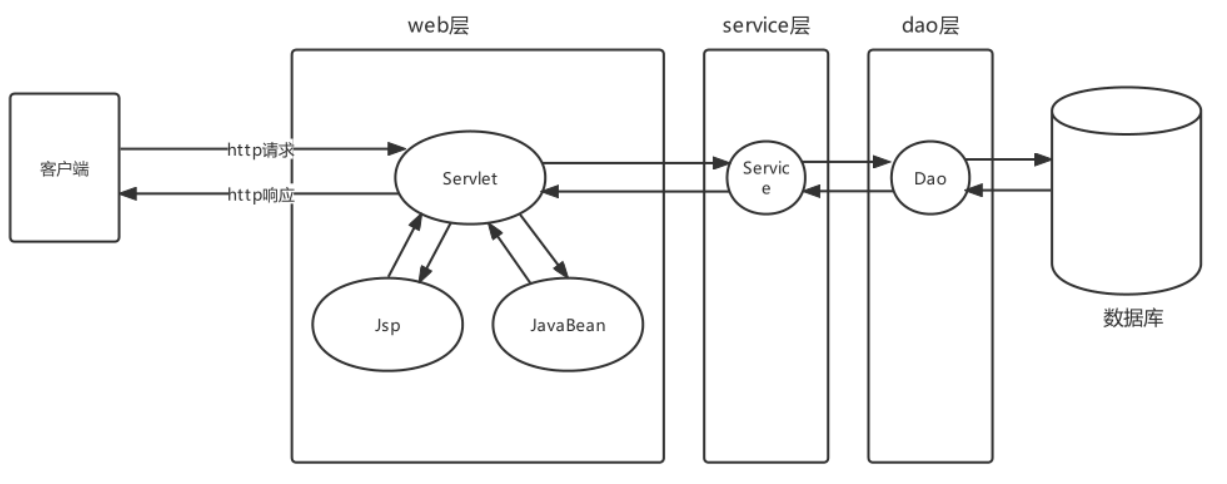 web层
service层
dao层
客户端
http请求
http响应
Servlet
Servic
e
Dao
Jsp
JavaBean
数据库